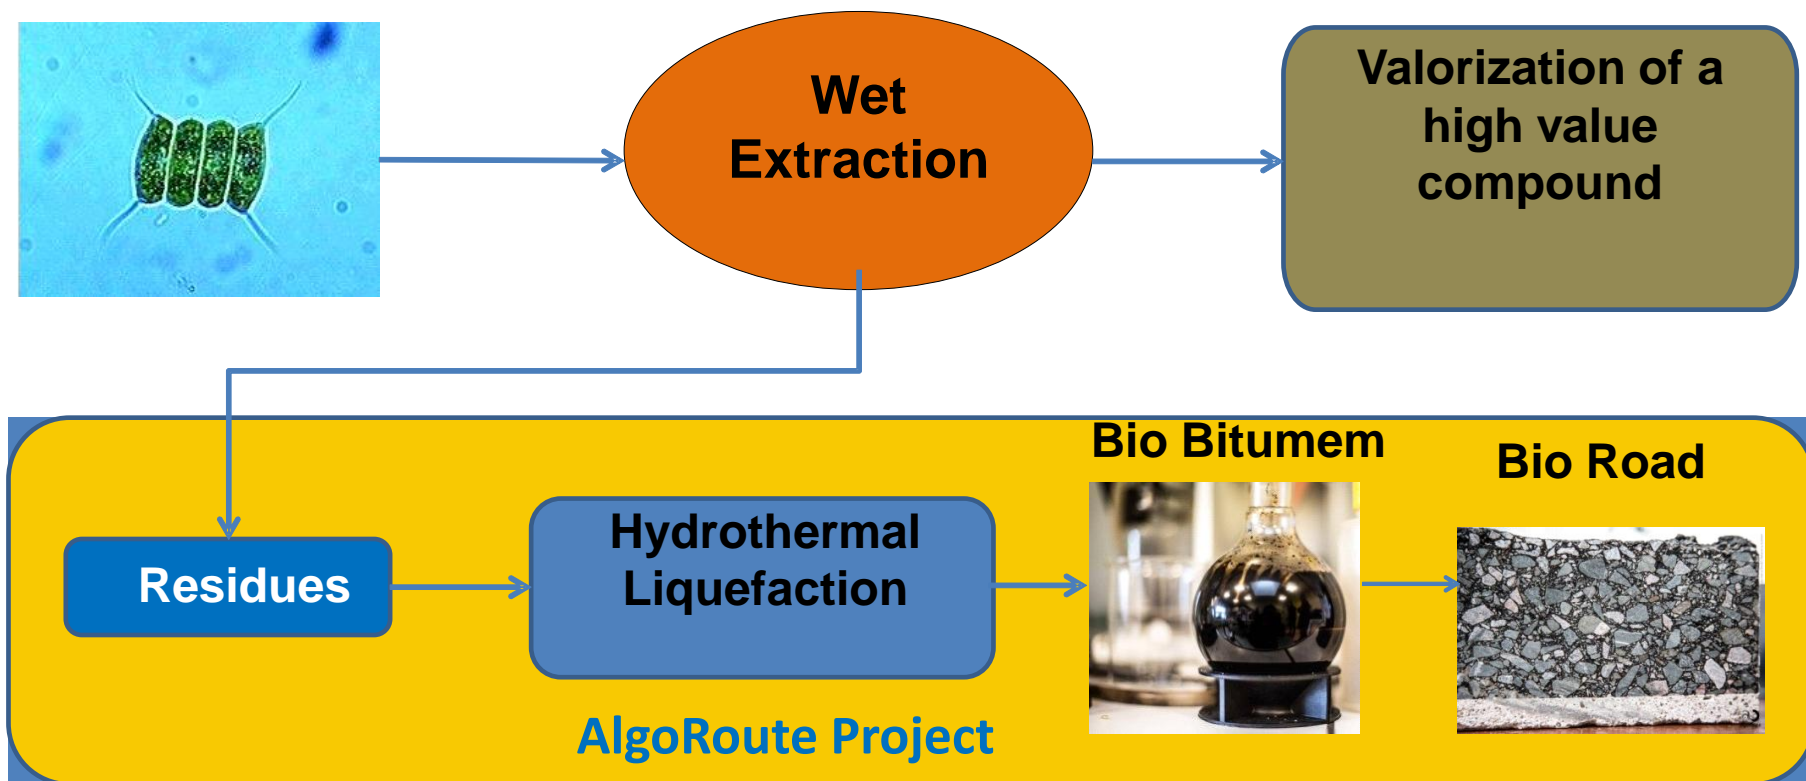 Wet
Extraction
Valorization of a
high value
compound
Bio Bitumem
Bio Road
Residues
Hydrothermal
Liquefaction
AlgoRoute Project